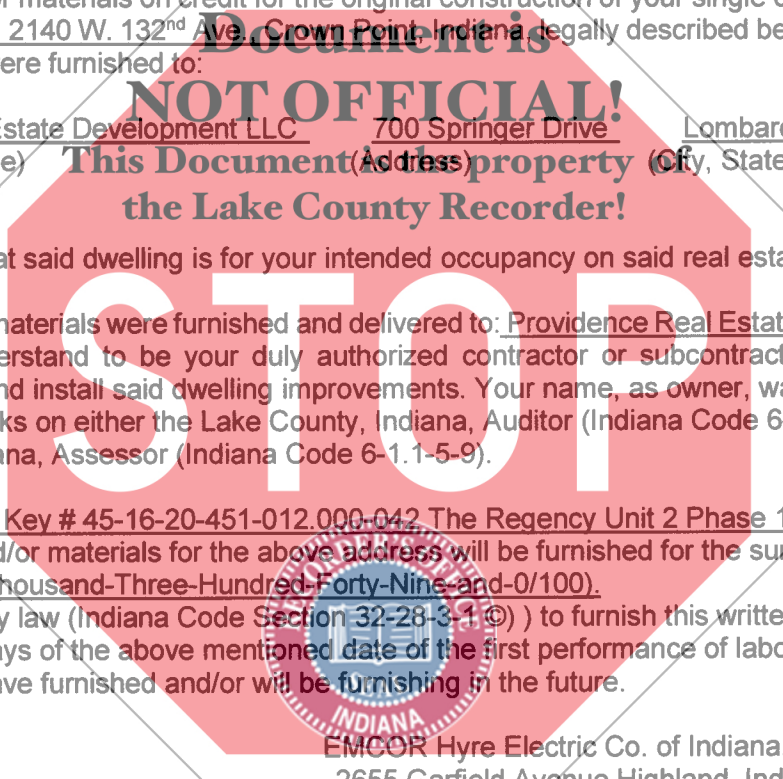 or materials on credit for the original construction of your single
2140 W. 132nd Ave., Crown Point, Indiana, legally described be
Document is
ere furnished to:
NOT OFFICIAL!
Estate Development LLC 700 Springer Drive Lombard
e) (Address) (City, State
This Document is the property of
the Lake County Recorder!
at said dwelling is for your intended occupancy on said real esta
STOP
naterials were furnished and delivered to: Providence Real Estat
erstand to be your duly authorized contractor or subcontract
nd install said dwelling improvements. Your name, as owner, wa
ks on either the Lake County, Indiana, Auditor (Indiana Code 6-
ana, Assessor (Indiana Code 6-1.1-5-9).
Key # 45-16-20-451-012.000-042 The Regency Unit 2 Phase 1
d/or materials for the above address will be furnished for the su
housand-Three-Hundred-Forty-Nine-and-0/100).
y law (Indiana Code Section 32-28-3-1 ©) ) to furnish this writte
ays of the above mentioned date of the first performance of labo
ave furnished and/or will be furnishing in the future.
RECORDER'S OFFICE
INDIANA
EMCOR Hyre Electric Co. of Indiana
2655 Garfield Avenue Highland, Ind